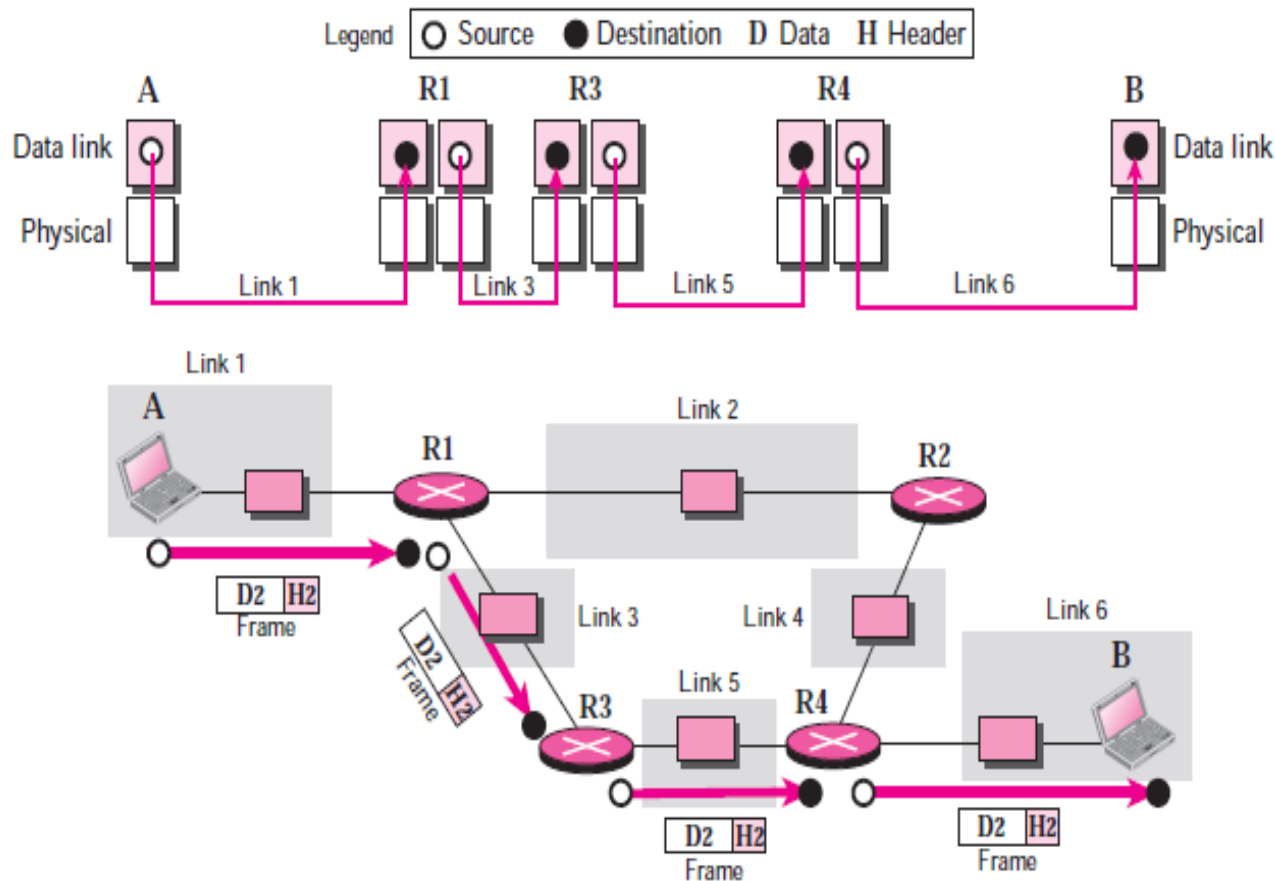 Legend Source Destination D Data H Header
A R1 R3 R4 B
Data link Data link
Physical Physical
Link 1 Link 3 Link 5 Link 6
Link 1
A
Link 2
R1 R2
D2 H2
Frame
Link 3
Link 4
Link 6
D2 H2
Frame
B
Link 5
R3 R4
D2 H2
Frame
D2 H2
Frame